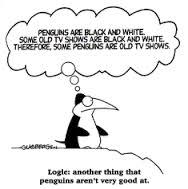 PENGUINS ARE BLACK AND WHITE.
SOME OLD TV SHOWS ARE BLACK AND WHITE.
THEREFORE, SOME PENGUINS ARE OLD TV SHOWS.
Logic: another thing that
penguins aren't very good at.